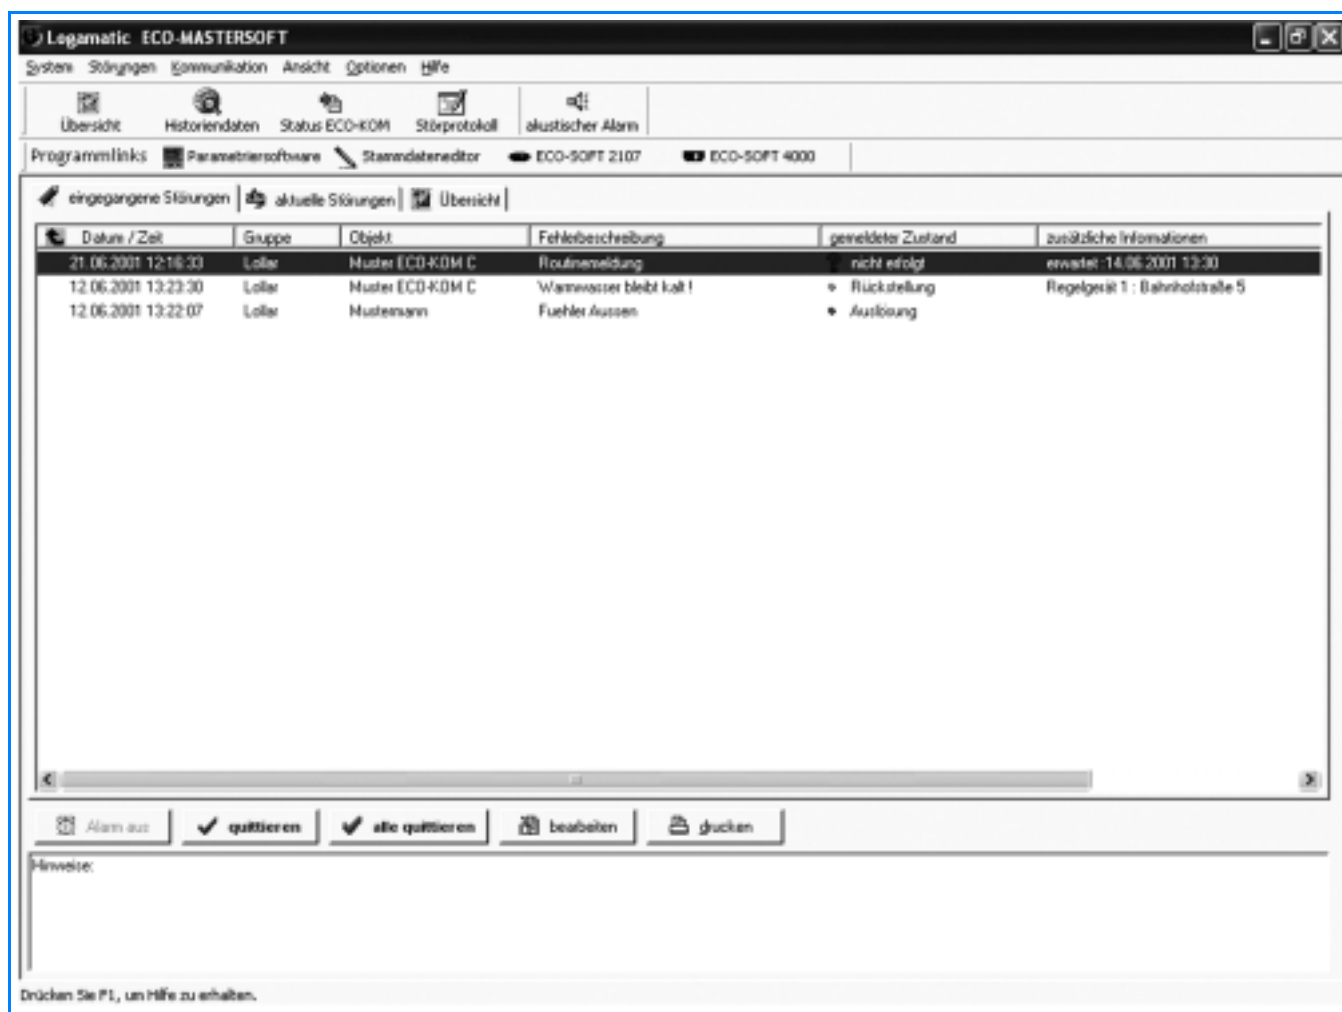 Logamatic ECO-MASTERSOFT
System Störungen Kommunikation Ansicht Optionen Hilfe
Übersicht Historiendaten Status ECO-KOM Störprotokoll akustischer Alarm
Programmlinks Parametriersoftware Stammdateneditor ECO-SOFT 2107 ECO-SOFT 4000
eingegangene Störungen aktuelle Störungen Übersicht
Datum / Zeit Gruppe Objekt Fehlerbeschreibung gemeldeter Zustand zusätzliche Informationen
21.06.2001 12:16:33 Lollar Muster ECO-KOM C Routinemeldung nicht erfolgt erwartet :14.06.2001 13:30
12.06.2001 13:23:30 Lollar Muster ECO-KOM C Warmwasser bleibt kalt ! Rückstellung Regelgerät 1 : Bahnhofstraße 5
12.06.2001 13:22:07 Lollar Mustermann Fuehler Aussen Auslösung
Alarm aus quittieren alle quittieren bearbeiten drucken
Hinweise:
Drücken Sie F1, um Hilfe zu erhalten.